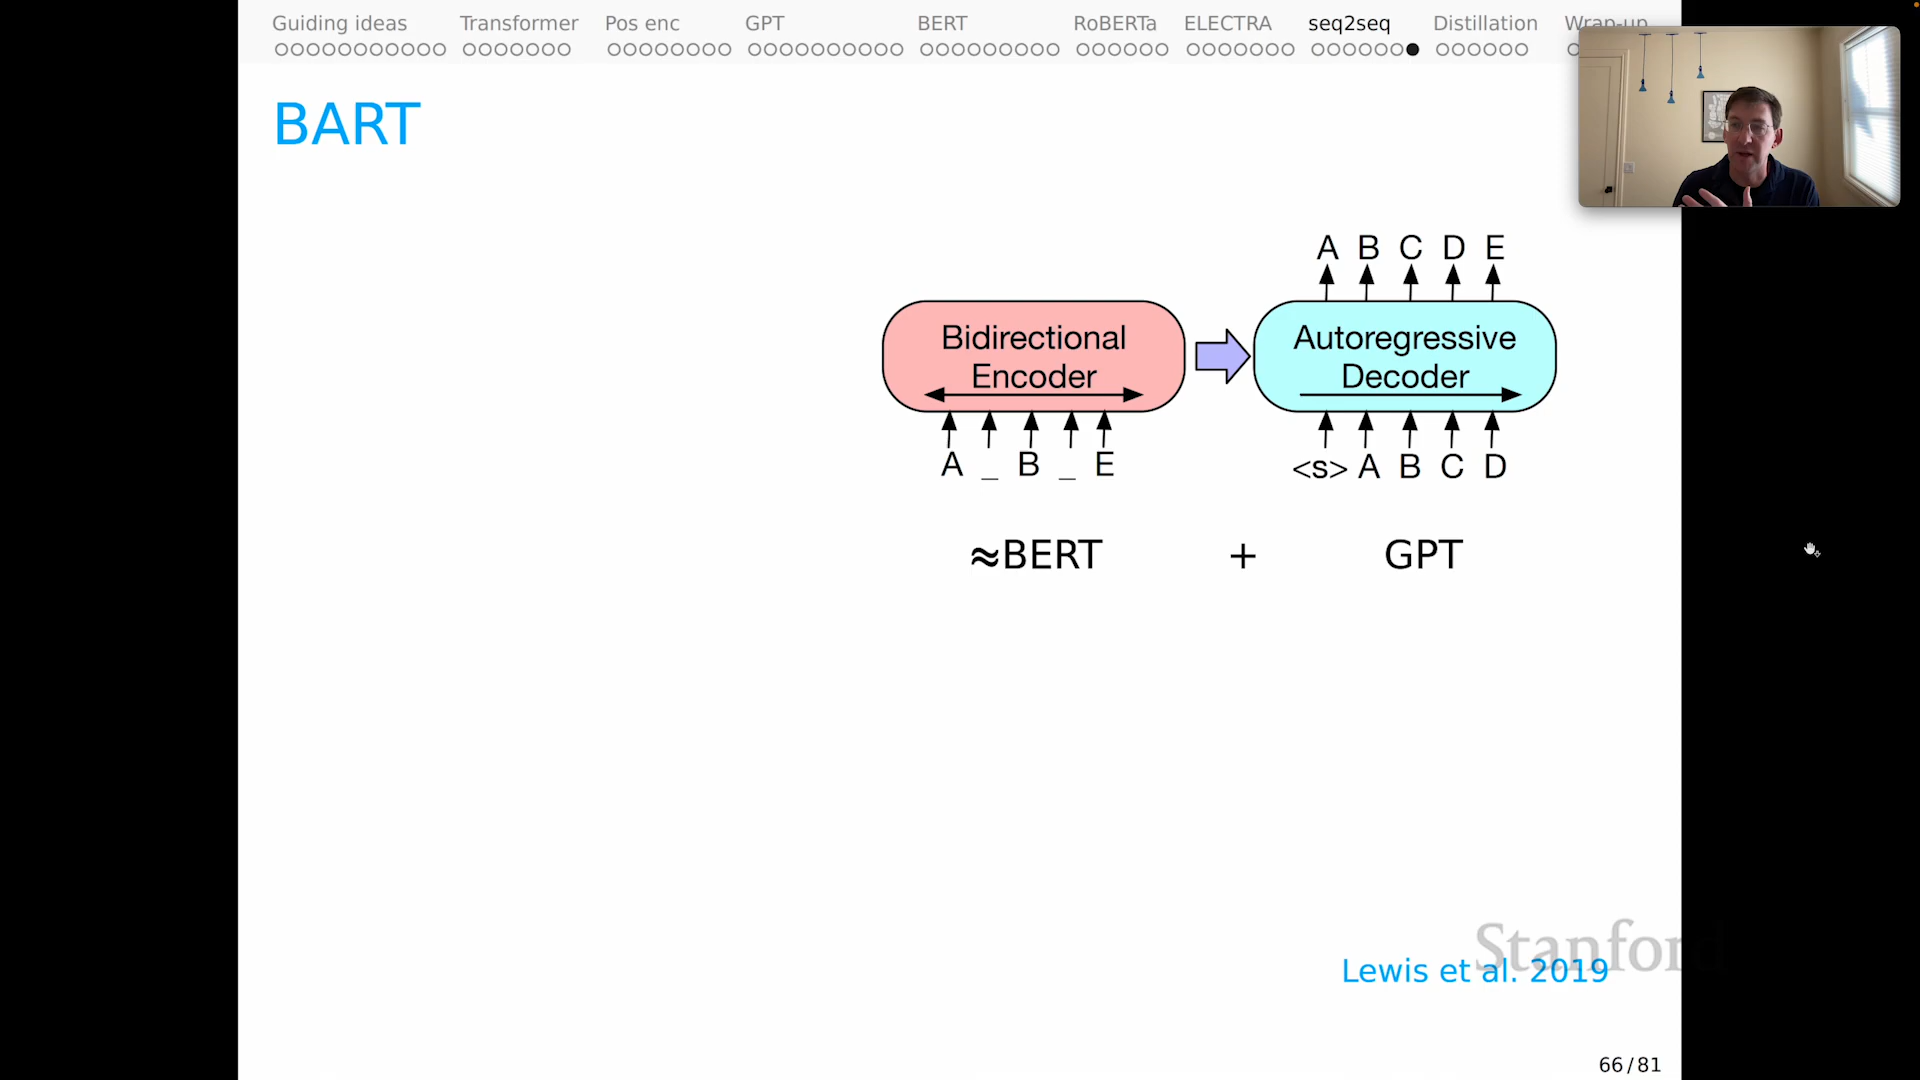 Guiding ideas Transformer Pos enc GPT BERT RoBERTa ELECTRA seq2seq Distillation Wrap-up
BART
A B C D E
Bidirectional
Encoder
Autoregressive
Decoder
A _ B _ E
<s> A B C D
≈BERT + GPT
Stanford
Lewis et al. 2019
66 / 81